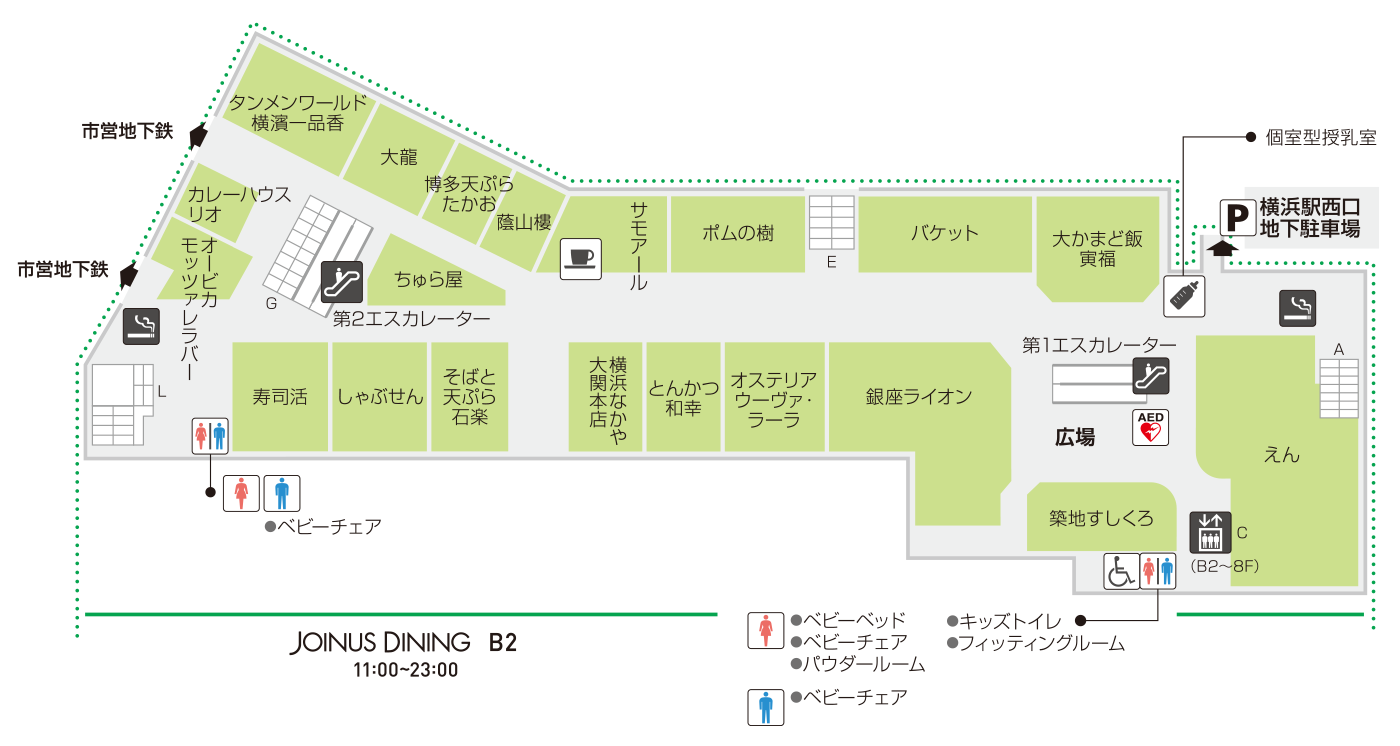 タンメンワールド
横濱一品香
市営地下鉄
大龍
博多天ぷら
たかお
蔭山樓
カレーハウス
リオ
オービカ
モッツァレラバー
市営地下鉄
G
ちゅら屋
第2エスカレーター
サモアール
ポムの樹
E
バケット
大かまど飯
寅福
個室型授乳室
P
横浜駅西口
地下駐車場
第1エスカレーター
A
L
寿司活
しゃぶせん
そばと
天ぷら
石楽
横浜なかや
大関本店
とんかつ
和幸
オステリア
ウーヴァ・
ラーラ
銀座ライオン
AED
広場
えん
築地すしくろ
C
(B2～8F)
●ベビーチェア
JOINUS DINING B2
11:00~23:00
●ベビーベッド
●ベビーチェア
●パウダールーム
●キッズトイレ
●フィッティングルーム
●ベビーチェア